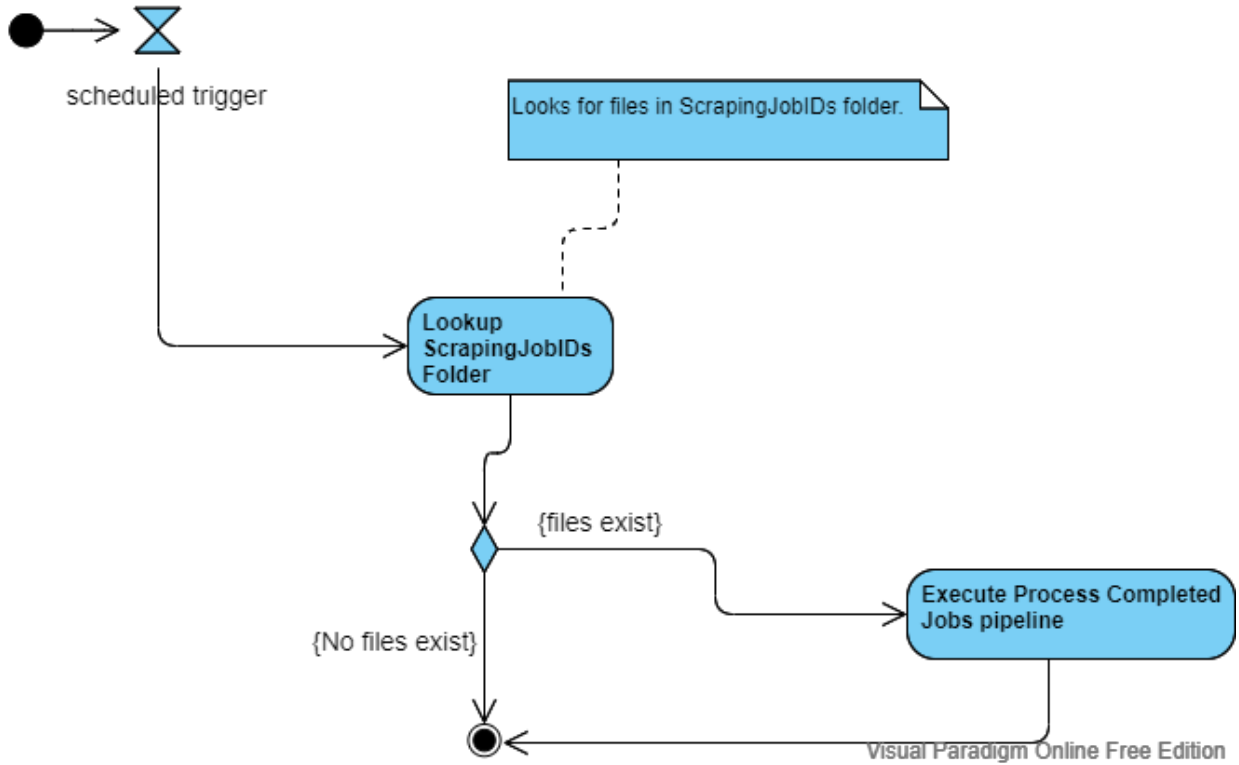 scheduled trigger
Looks for files in ScrapingJobIDs folder.
Lookup
ScrapingJobIDs
Folder
{files exist}
Execute Process Completed
Jobs pipeline
{No files exist}
Visual Paradigm Online Free Edition